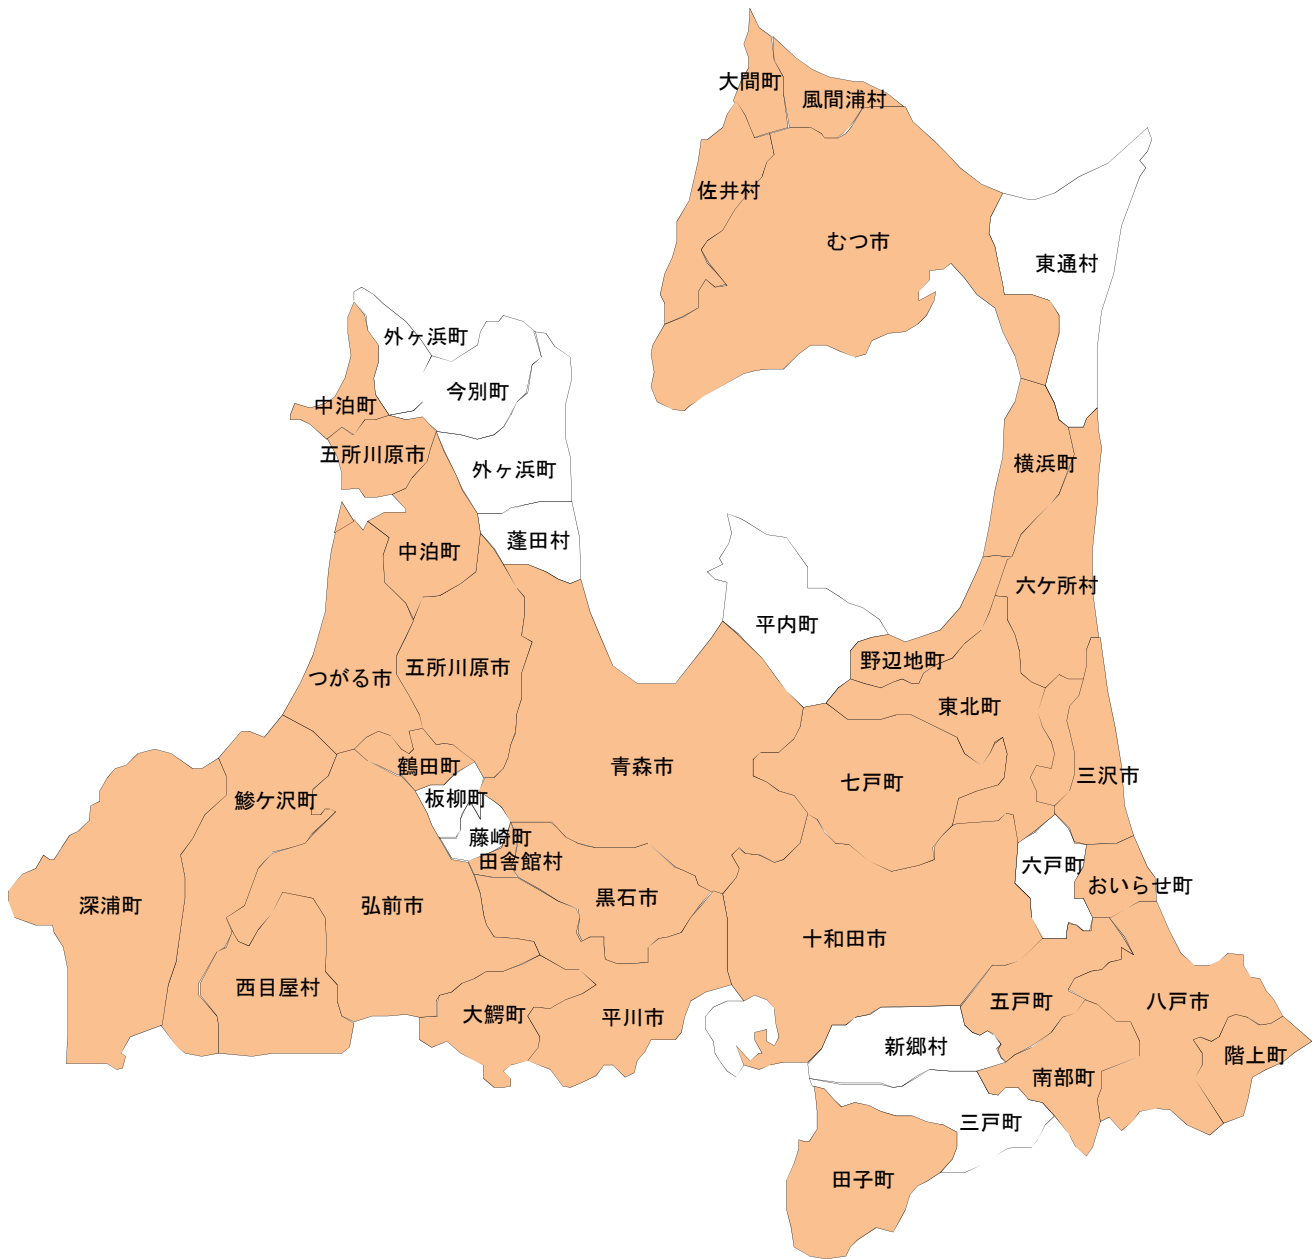 大間町
風間浦村
佐井村
むつ市
東通村
外ヶ浜町
今別町
中泊町
五所川原市
外ヶ浜町
横浜町
蓬田村
中泊町
六ケ所村
平内町
野辺地町
五所川原市
つがる市
東北町
鶴田町
青森市
三沢市
七戸町
板柳町
鰺ケ沢町
藤崎町
田舎館村
六戸町
おいらせ町
黒石市
深浦町
弘前市
十和田市
西目屋村
五戸町
八戸市
大鰐町
平川市
新郷村
階上町
南部町
三戸町
田子町